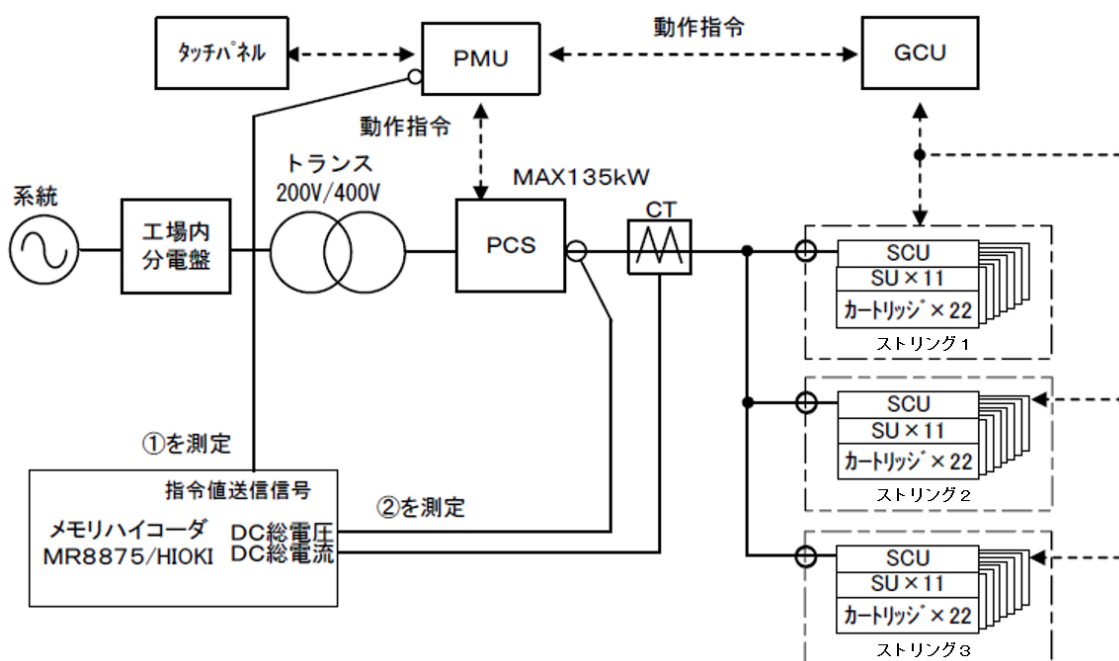 タッチパネル
PMU
動作指令
GCU
動作指令
トランス
200V/400V
MAX135kW
系統
工場内
分電盤
PCS
CT
SCU
SU×11
カートリッジ×22
ストリング1
SCU
SU×11
カートリッジ×22
ストリング2
SCU
SU×11
カートリッジ×22
ストリング3
①を測定
②を測定
指令値送信信号
メモリハイコーダ
MR8875/HIOKI
DC総電圧
DC総電流